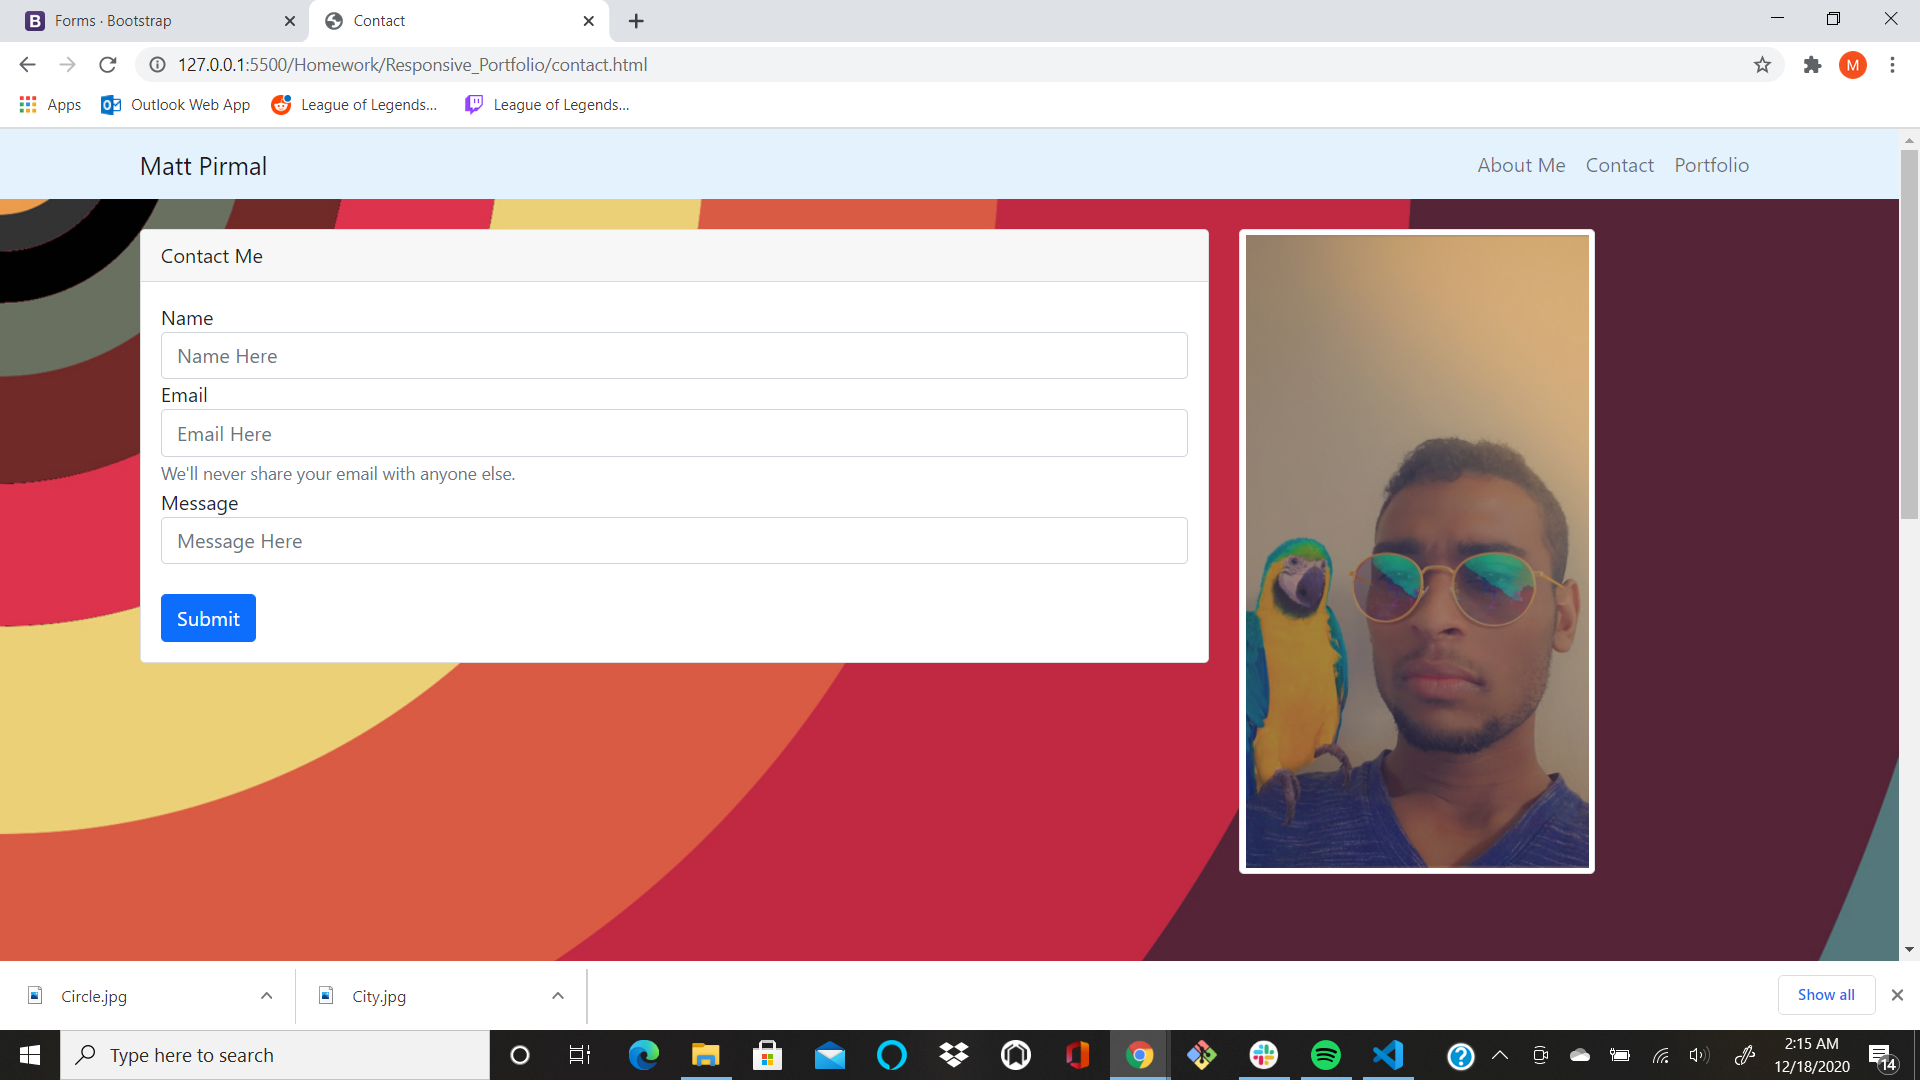 B Forms · Bootstrap
Contact
127.0.0.1:5500/Homework/Responsive_Portfolio/contact.html
M
Apps
Outlook Web App
League of Legends...
League of Legends...
Matt Pirmal
About Me
Contact
Portfolio
Contact Me
Name
Name Here
Email
Email Here
We'll never share your email with anyone else.
Message
Message Here
Submit
Circle.jpg
City.jpg
Show all
Type here to search
2:15 AM
12/18/2020
14